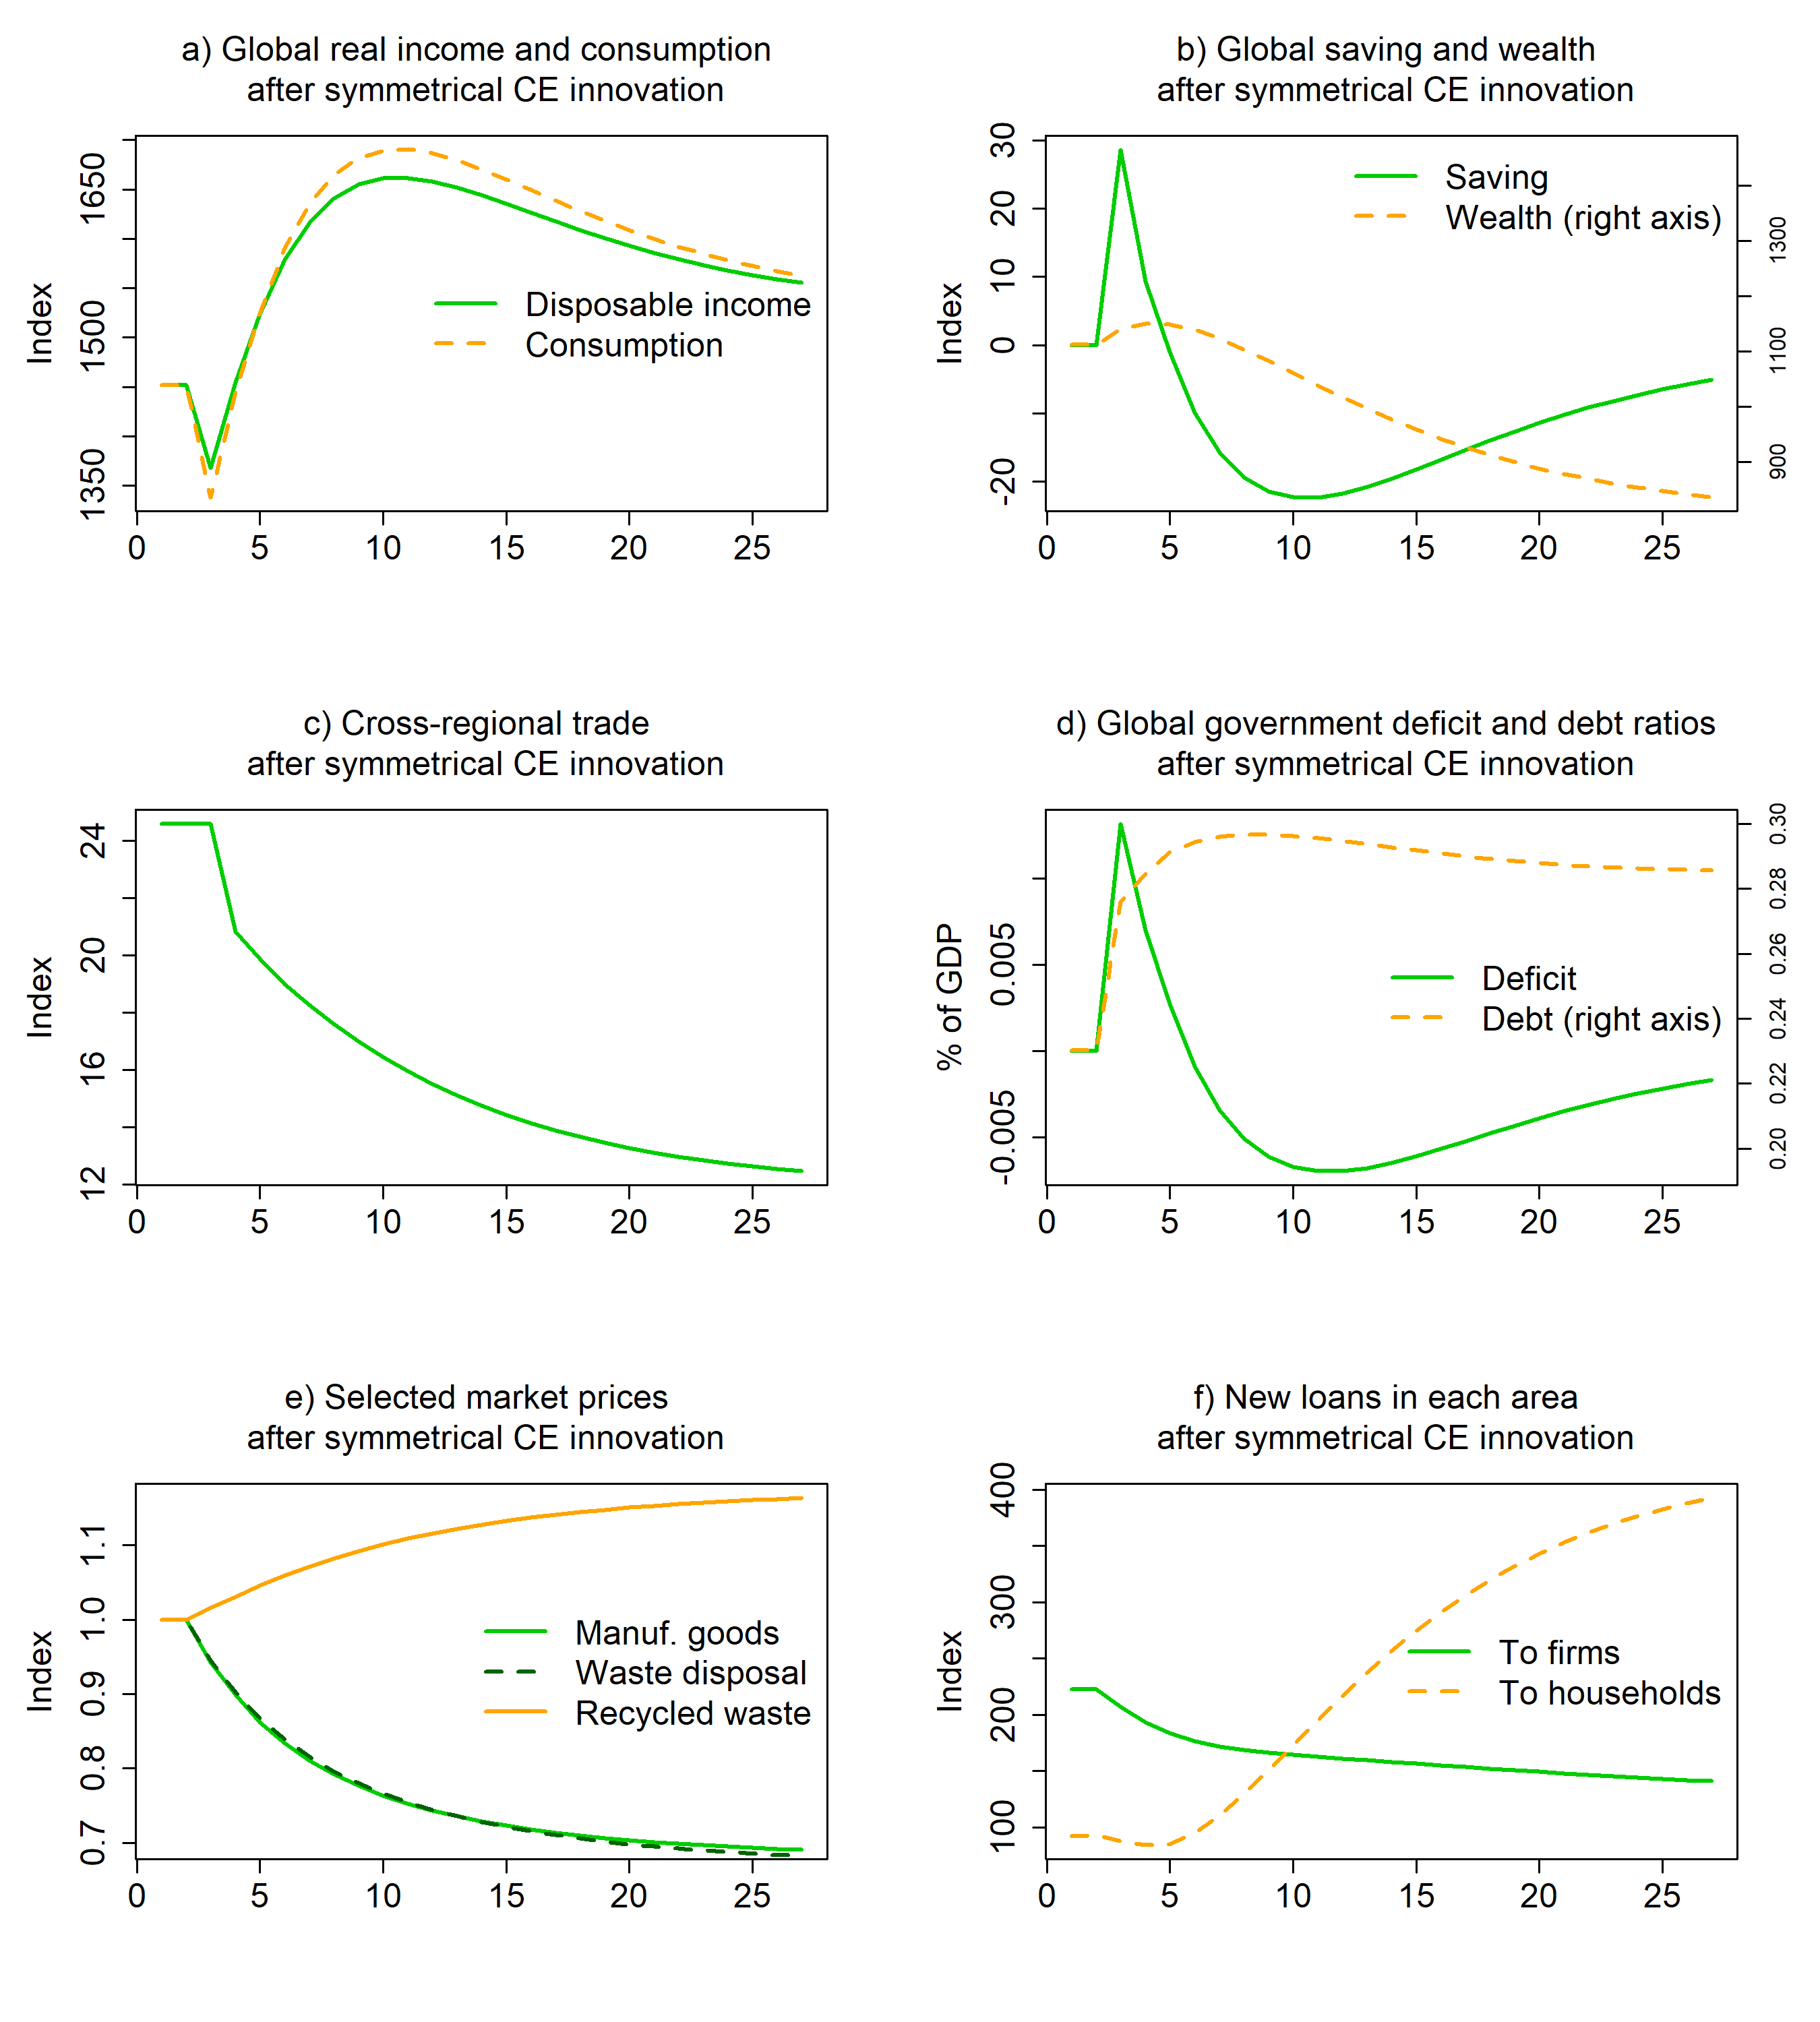 a) Global real income and consumption
after symmetrical CE innovation
Index
1350 1500 1650
Disposable income
Consumption
0 5 10 15 20 25
b) Global saving and wealth
after symmetrical CE innovation
Index
-20 0 10 20 30
Saving
Wealth (right axis)
900 1100 1300
0 5 10 15 20 25
c) Cross-regional trade
after symmetrical CE innovation
Index
12 16 20 24
0 5 10 15 20 25
d) Global government deficit and debt ratios
after symmetrical CE innovation
% of GDP
-0.005 0.005
Deficit
Debt (right axis)
0.20 0.22 0.24 0.26 0.28 0.30
0 5 10 15 20 25
e) Selected market prices
after symmetrical CE innovation
Index
0.7 0.8 0.9 1.0 1.1
Manuf. goods
Waste disposal
Recycled waste
0 5 10 15 20 25
f) New loans in each area
after symmetrical CE innovation
Index
100 200 300 400
To firms
To households
0 5 10 15 20 25